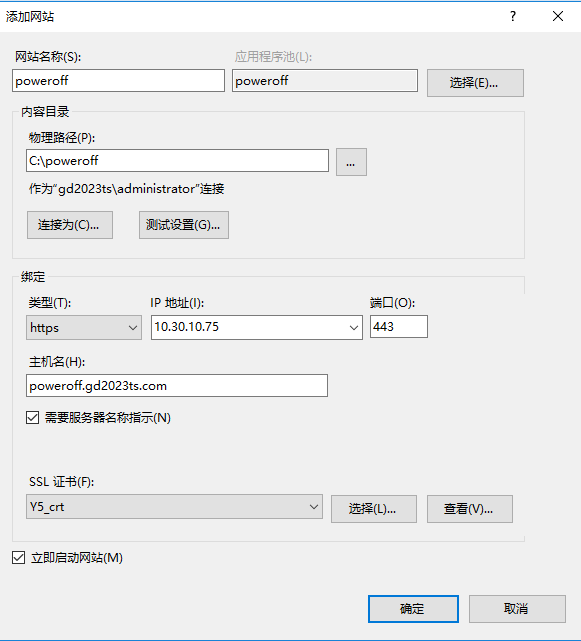 添加网站
?
网站名称(S):
应用程序池(L):
poweroff
poweroff
选择(E)...
内容目录
物理路径(P):
C:\poweroff
...
作为“gd2023ts\administrator”连接
连接为(C)...
测试设置(G)...
绑定
类型(T):
IP 地址(I):
端口(O):
https
10.30.10.75
443
主机名(H):
poweroff.gd2023ts.com
需要服务器名称指示(N)
SSL 证书(F):
Y5_crt
选择(L)...
查看(V)...
立即启动网站(M)
确定
取消